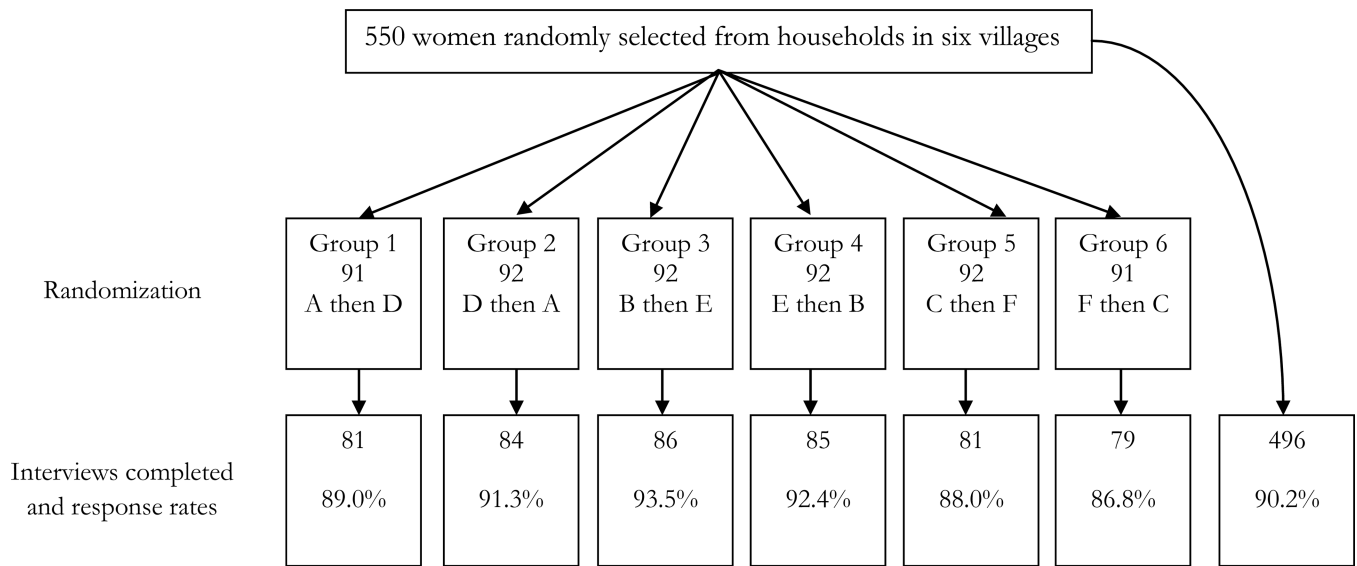 550 women randomly selected from households in six villages
Randomization
Group 1
91
A then D
Group 2
92
D then A
Group 3
92
B then E
Group 4
92
E then B
Group 5
92
C then F
Group 6
91
F then C
Interviews completed
and response rates
81
89.0%
84
91.3%
86
93.5%
85
92.4%
81
88.0%
79
86.8%
496
90.2%